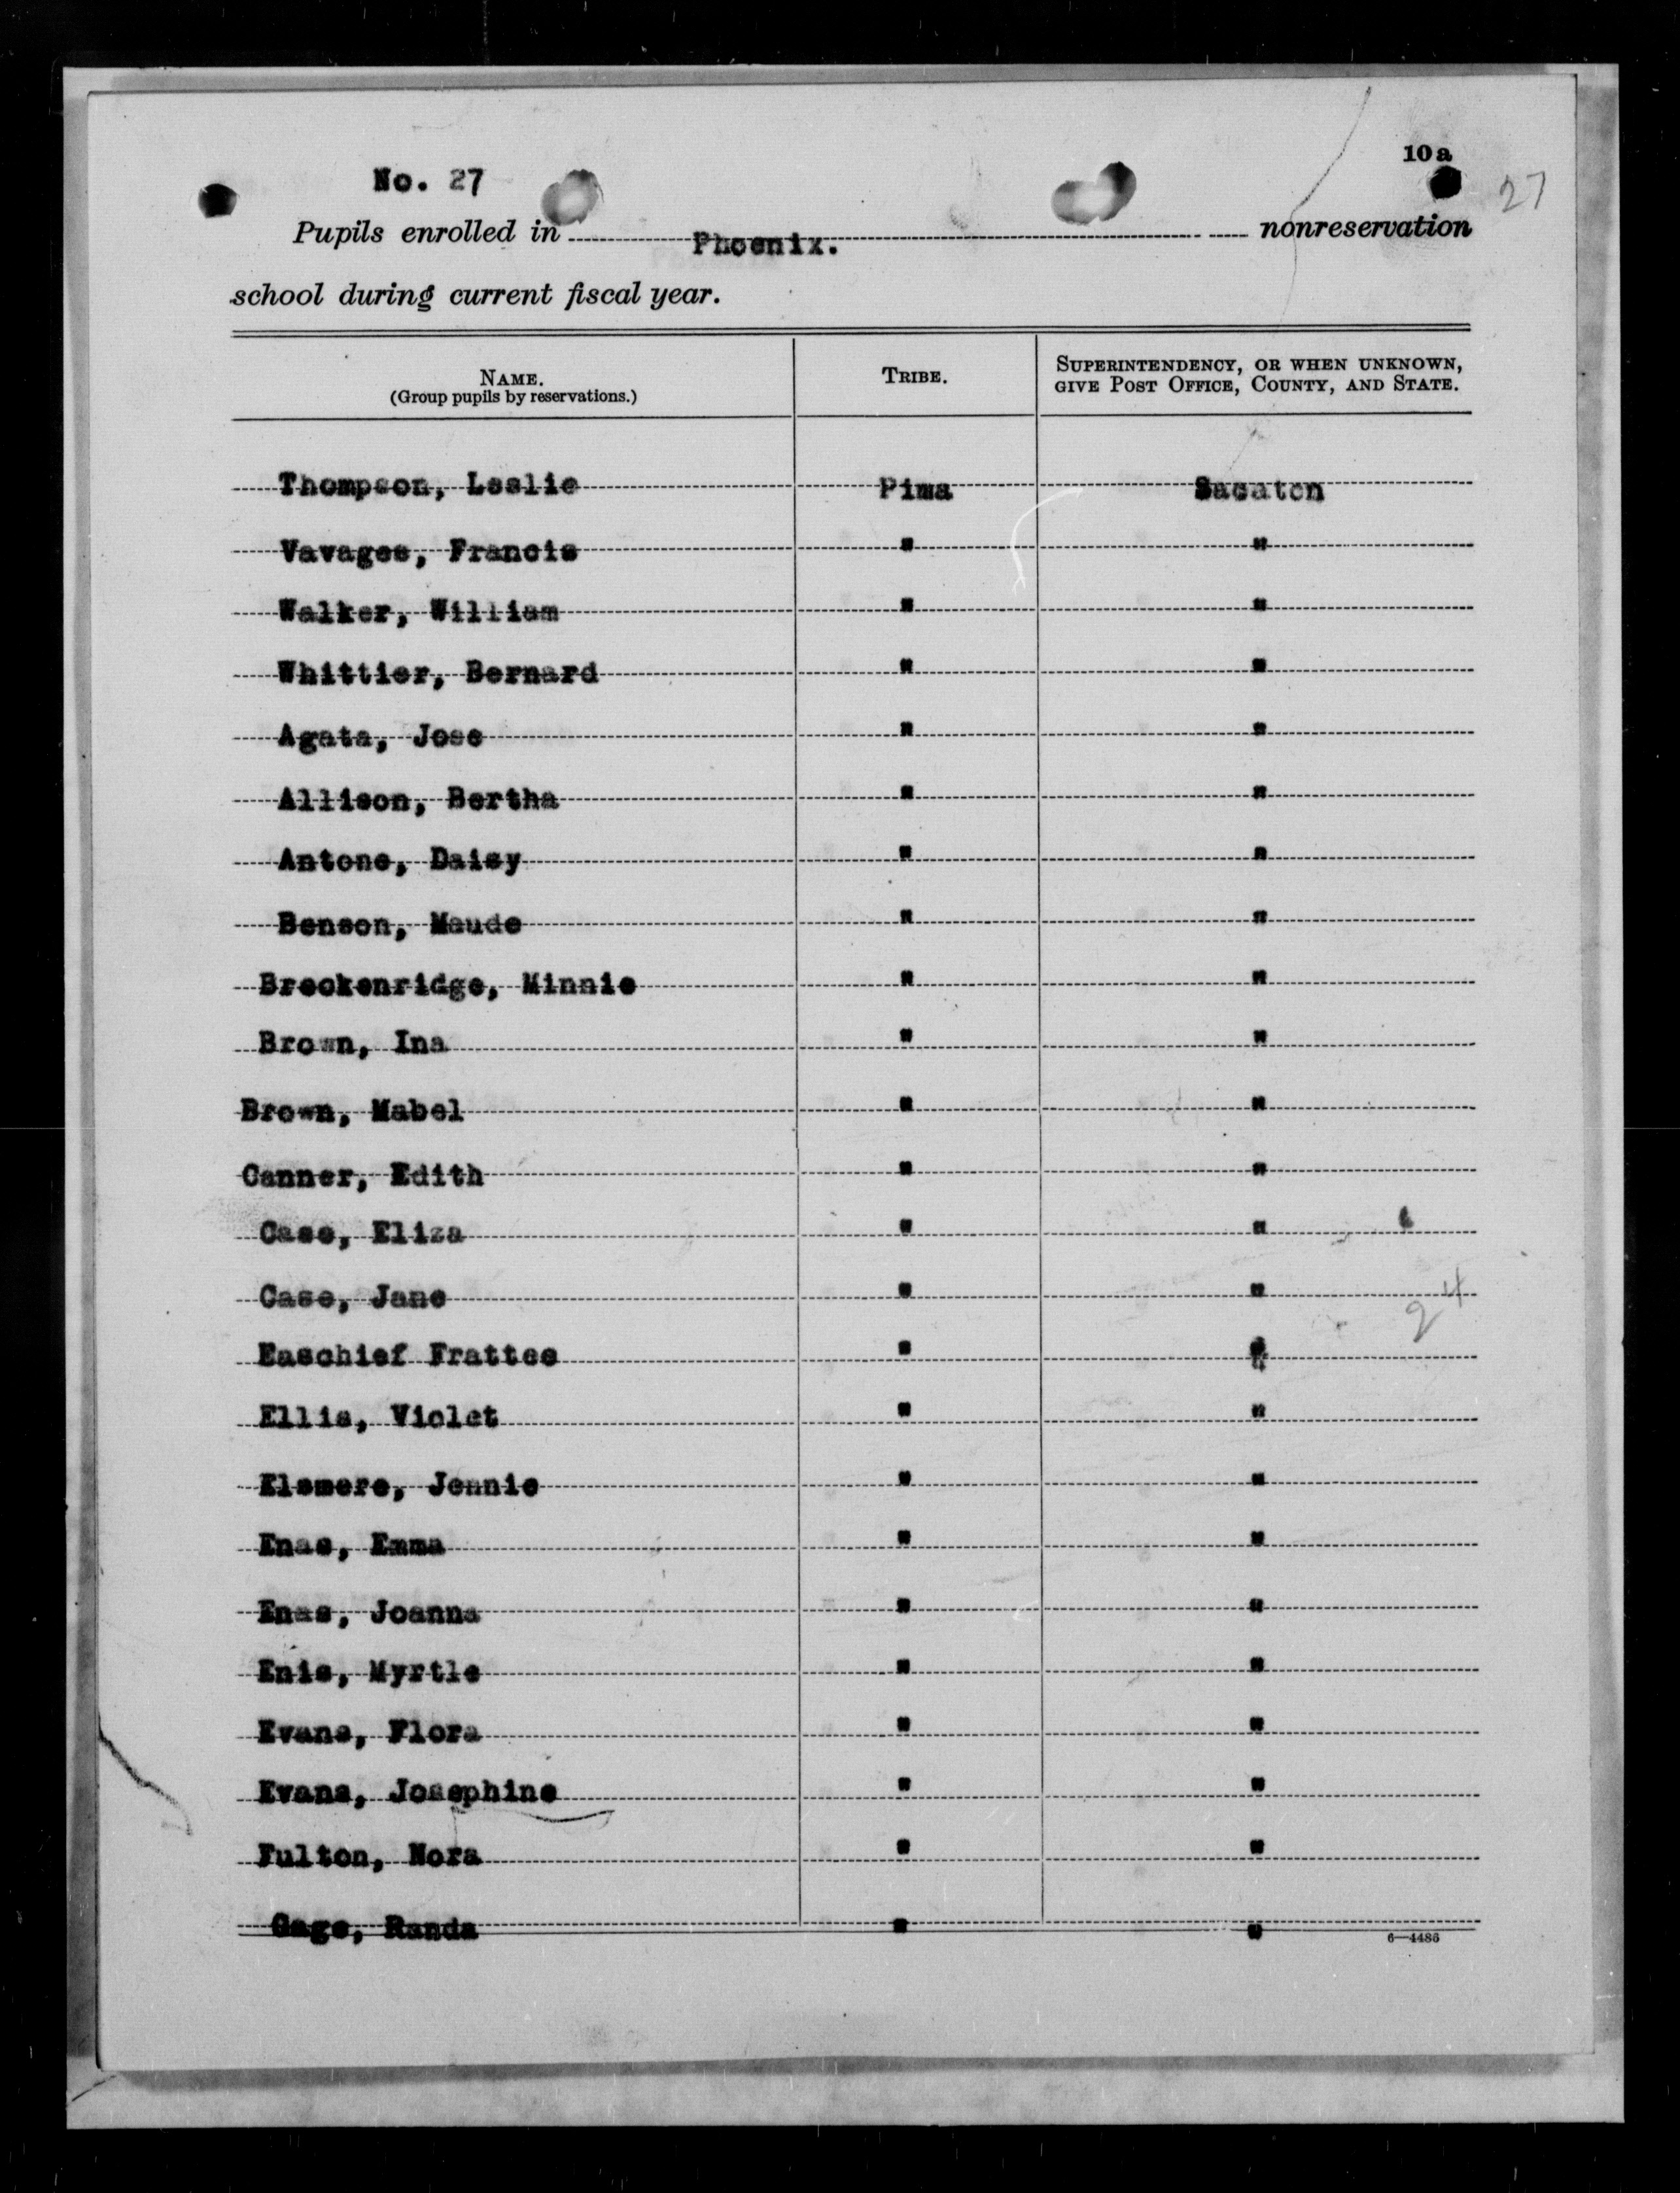 10a
No. 27
27
Pupils enrolled in Phoenix. nonreservation
school during current fiscal year.
NAME. TRIBE. SUPERINTENDENCY, OR WHEN UNKNOWN,
(Group pupils by reservations.) GIVE POST OFFICE, COUNTY, AND STATE.
Thompson, Leslie Pima Sacaton
Vavages, Francis " "
Walker, William " "
Whittier, Bernard " "
Agata, Jose " "
Allison, Bertha " "
Antone, Daisy " "
Benson, Maude " "
Breckenridge, Minnie " "
Brown, Ina " "
Brown, Mabel " "
Canner, Edith " "
Case, Eliza " "
Case, Jane " "
24
Easchief Frattee " "
Ellis, Violet " "
Elsmere, Jennie " "
Enas, Emma " "
Enas, Joanna " "
Enis, Myrtle " "
Evans, Flora " "
Evans, Josephine " "
Fulton, Nora " "
Gage, Randa " "
6—4486